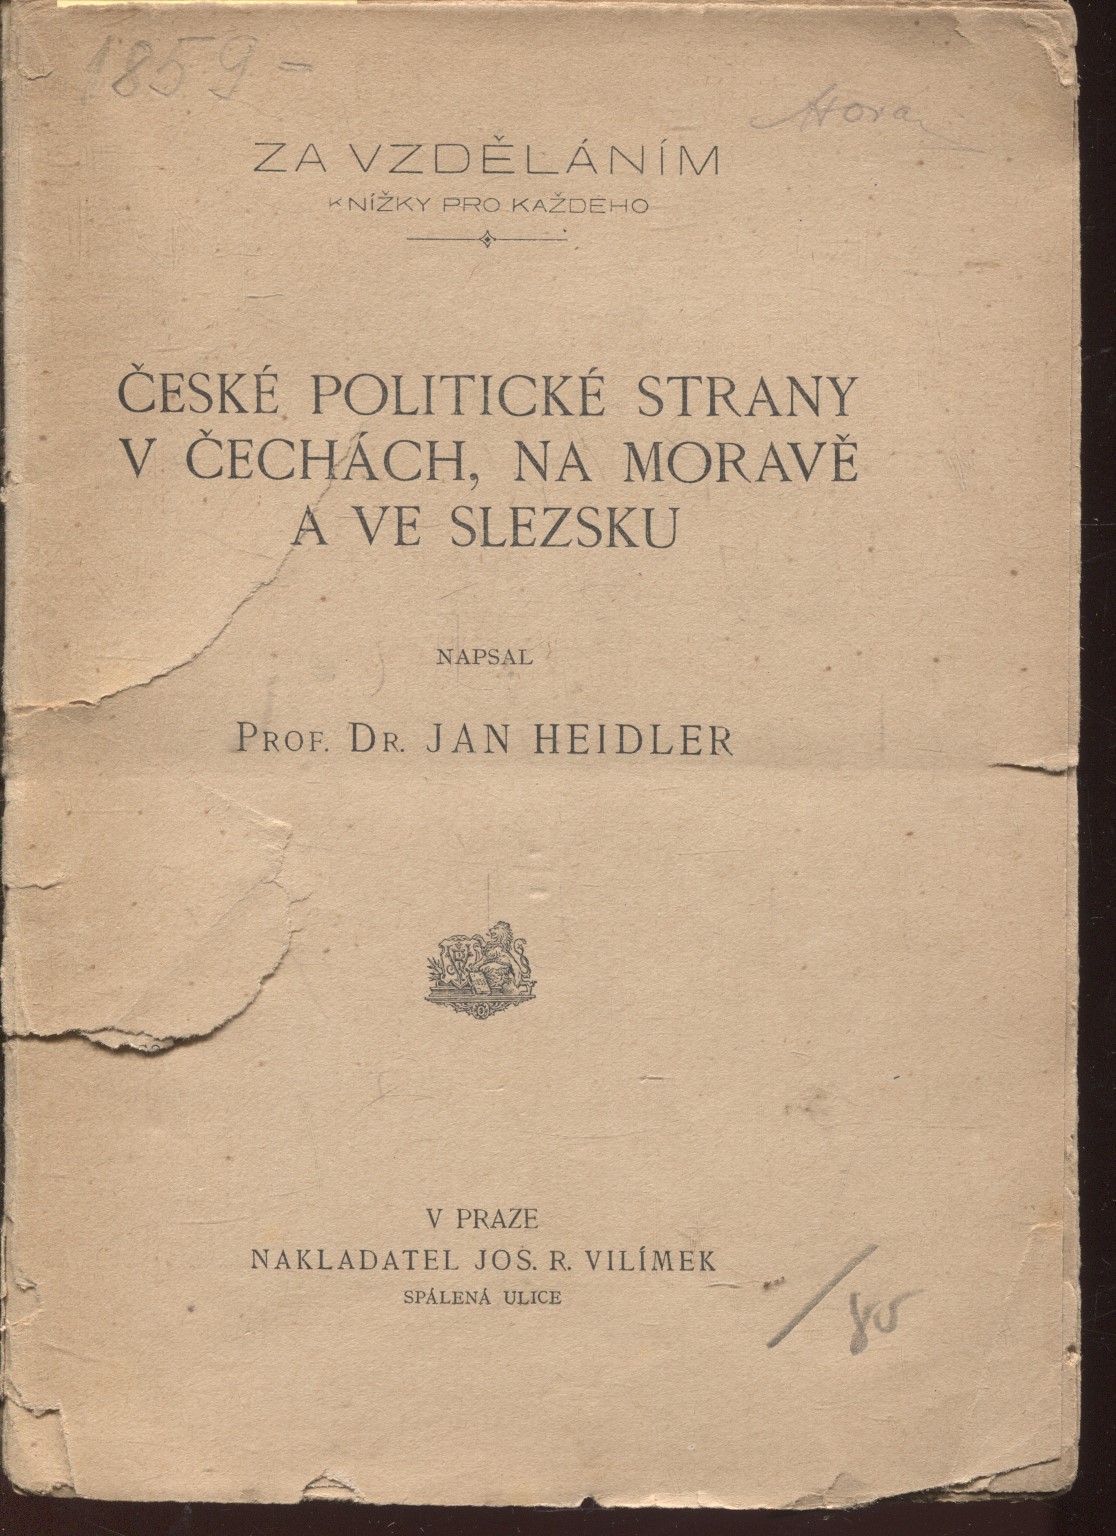 1859-
ZA VZDĚLÁNÍM
KNÍŽKY PRO KAŽDÉHO
ČESKÉ POLITICKÉ STRANY
V ČECHÁCH, NA MORAVĚ
A VE SLEZSKU
NAPSAL
PROF. DR. JAN HEIDLER
V PRAZE
NAKLADATEL JOS. R. VILÍMEK
SPÁLENÁ ULICE